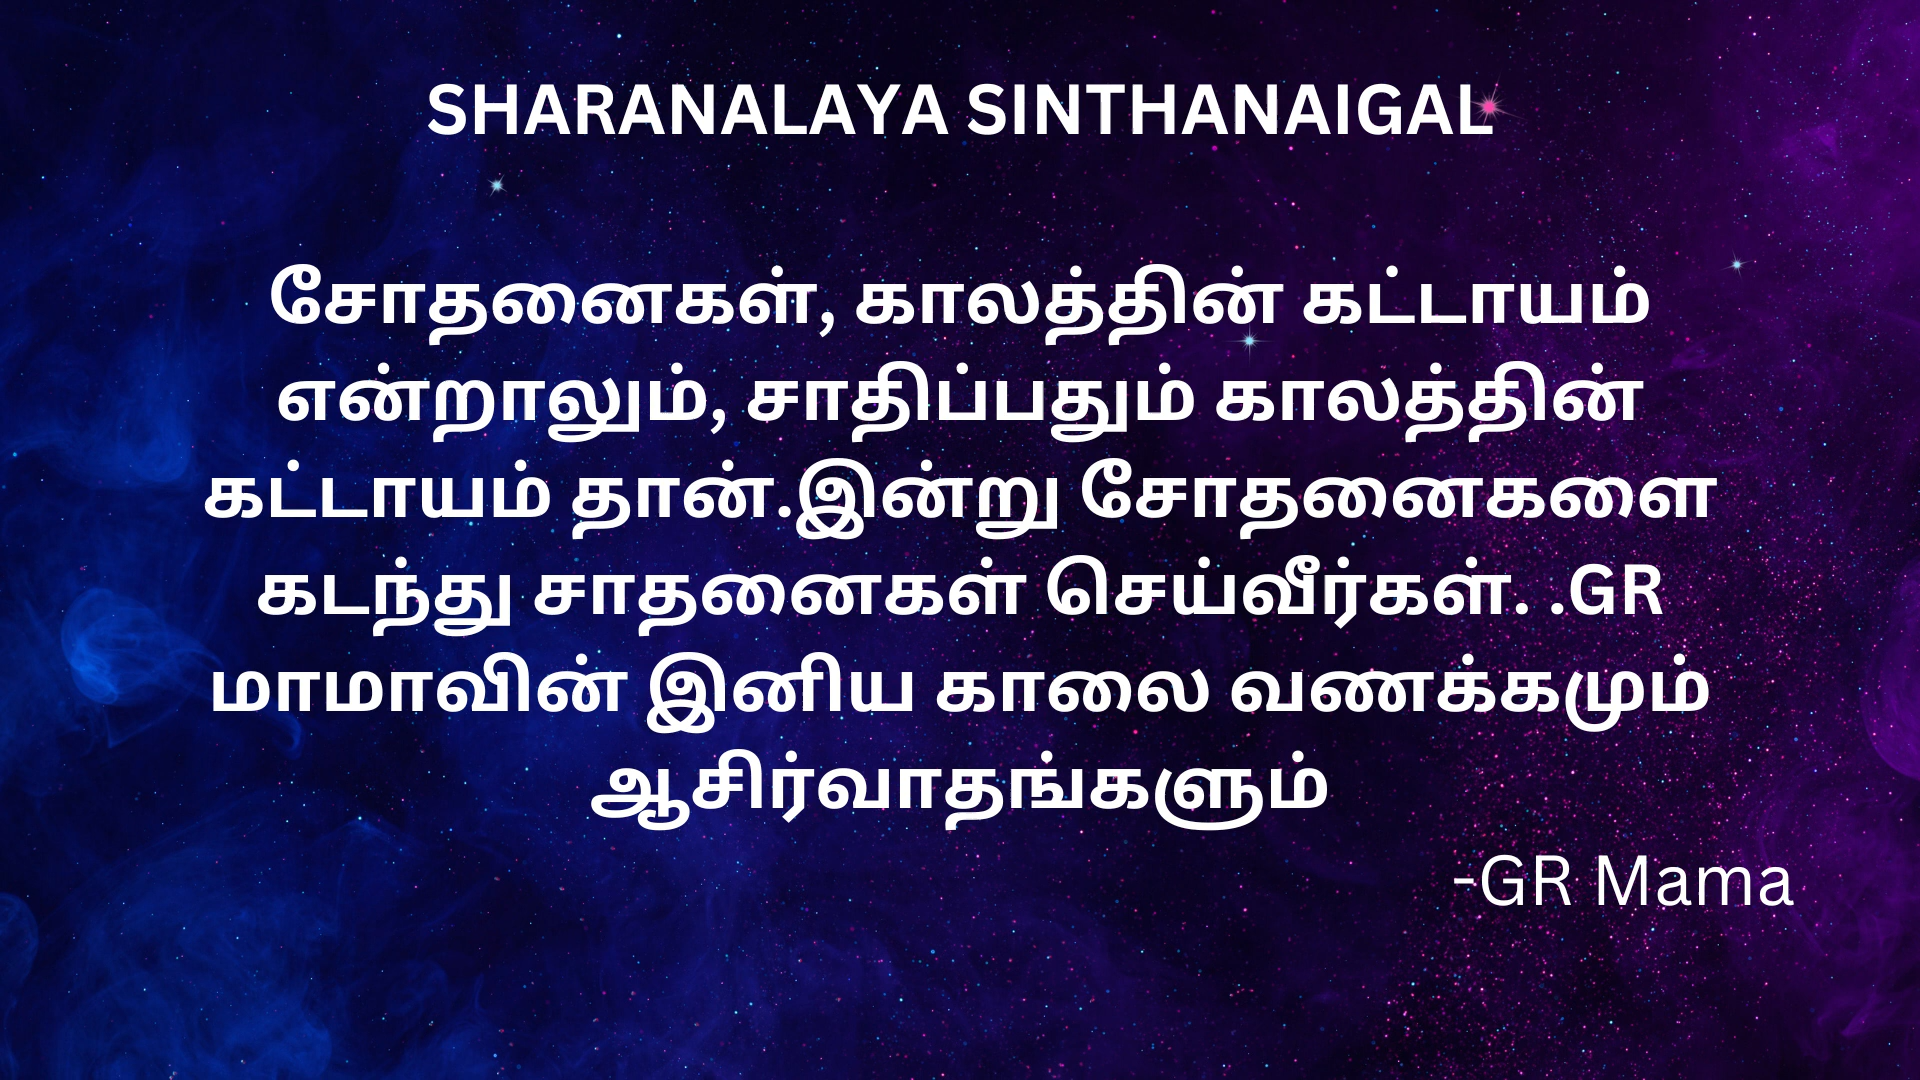 SHARANALAYA SINTHANAIGAL
சோதனைகள், காலத்தின் கட்டாயம்
என்றாலும், சாதிப்பதும் காலத்தின்
கட்டாயம் தான்.இன்று சோதனைகளை
கடந்து சாதனைகள் செய்வீர்கள். .GR
மாமாவின் இனிய காலை வணக்கமும்
ஆசிர்வாதங்களும்
-GR Mama